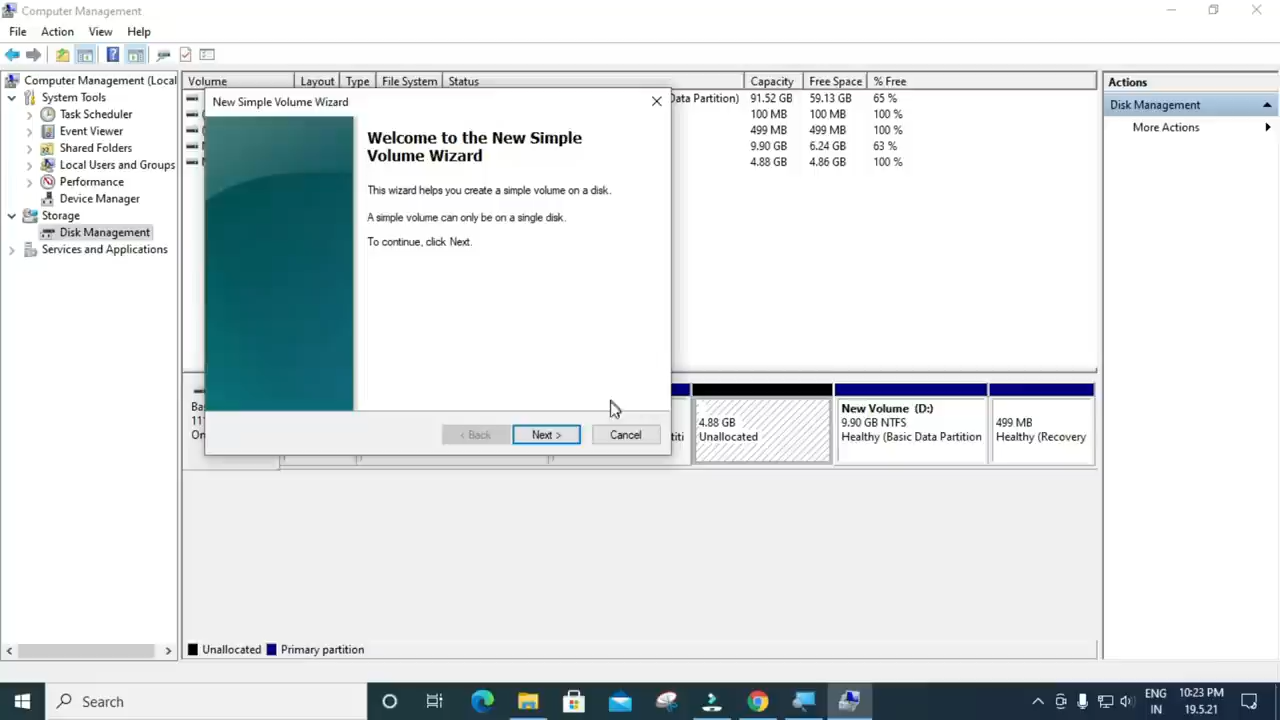 Computer Management
File Action View Help
Computer Management (Local
System Tools
Task Scheduler
Event Viewer
Shared Folders
Local Users and Groups
Performance
Device Manager
Storage
Disk Management
Services and Applications
Volume Layout Type File System Status Capacity Free Space % Free
Data Partition) 91.52 GB 59.13 GB 65 %
100 MB 100 MB 100 %
499 MB 499 MB 100 %
9.90 GB 6.24 GB 63 %
4.88 GB 4.86 GB 100 %
New Simple Volume Wizard
Welcome to the New Simple
Volume Wizard
This wizard helps you create a simple volume on a disk.
A simple volume can only be on a single disk.
To continue, click Next.
< Back Next > Cancel
Ba
11
On
4.88 GB
Unallocated
New Volume (D:)
9.90 GB NTFS
Healthy (Basic Data Partition
499 MB
Healthy (Recovery
Unallocated Primary partition
Actions
Disk Management
More Actions
Search
ENG
IN
10:23 PM
19.5.21